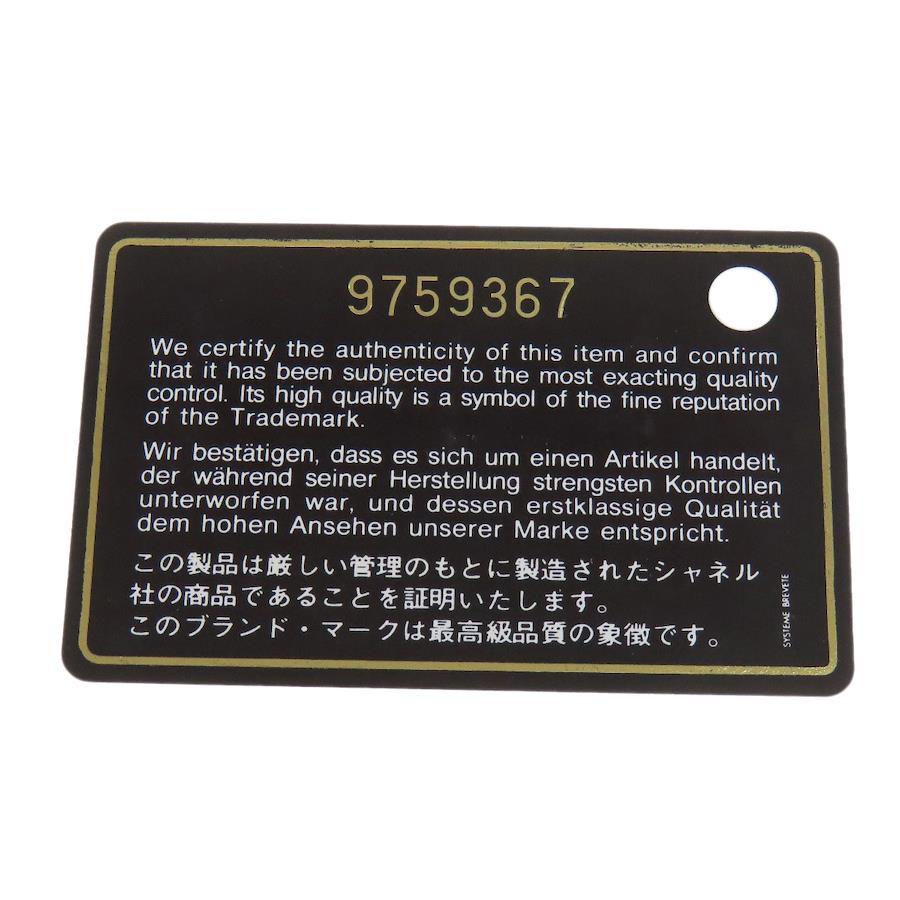 9759367
We certify the authenticity of this item and confirm
that it has been subjected to the most exacting quality
control. Its high quality is a symbol of the fine reputation
of the Trademark.
Wir bestätigen, dass es sich um einen Artikel handelt,
der während seiner Herstellung strengsten Kontrollen
unterworfen war, und dessen erstklassige Qualität
dem hohen Ansehen unserer Marke entspricht.
この製品は厳しい管理のもとに製造されたシャネル
社の商品であることを証明いたします。
このブランド・マークは最高級品質の象徴です。
SYSTEME BREVETE